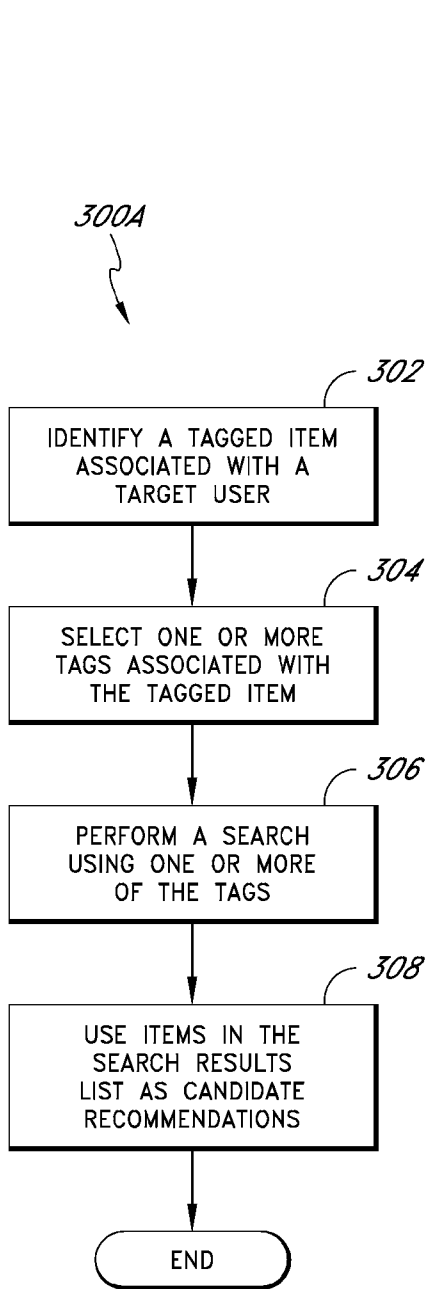 300A
302
IDENTIFY A TAGGED ITEM
ASSOCIATED WITH A
TARGET USER
304
SELECT ONE OR MORE
TAGS ASSOCIATED WITH
THE TAGGED ITEM
306
PERFORM A SEARCH
USING ONE OR MORE
OF THE TAGS
308
USE ITEMS IN THE
SEARCH RESULTS
LIST AS CANDIDATE
RECOMMENDATIONS
END